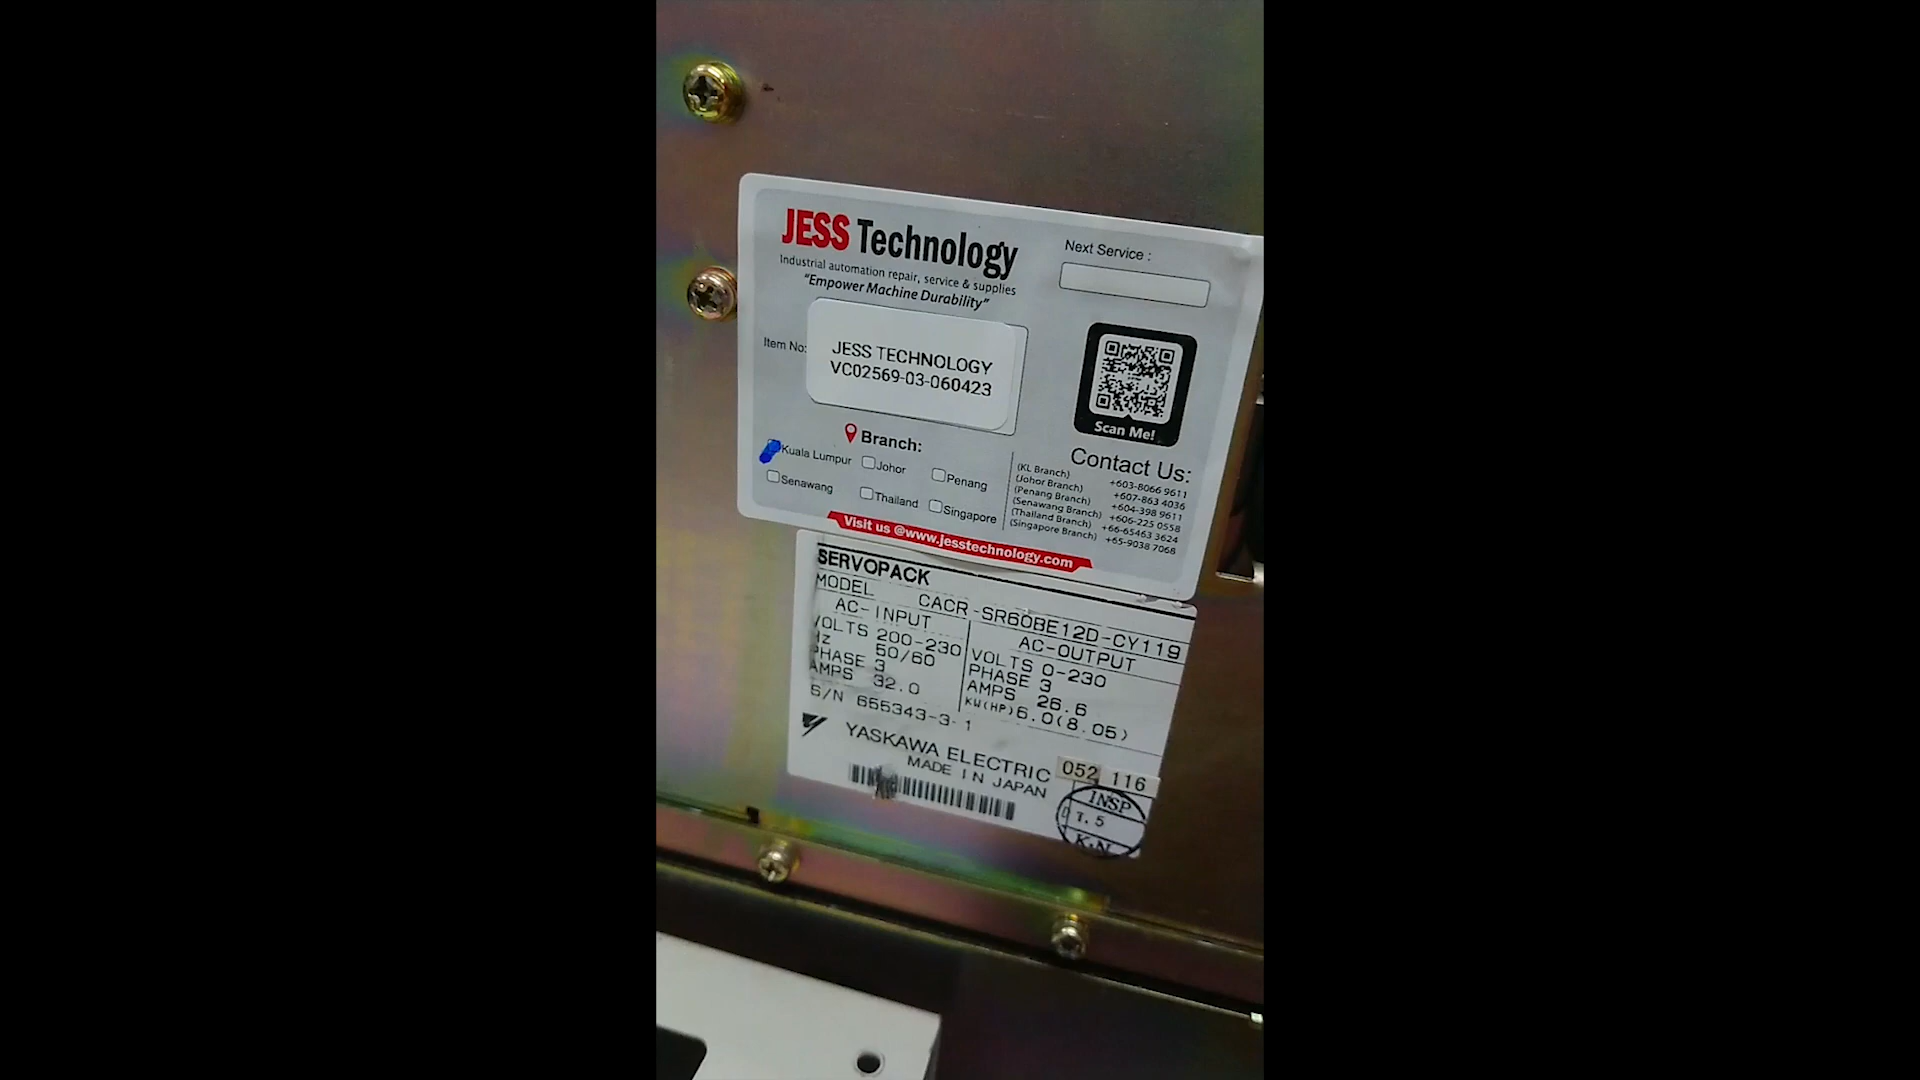 JESS Technology
Industrial automation repair, service & supplies
"Empower Machine Durability"
Next Service :
Item No:
JESS TECHNOLOGY
VC02569-03-060423
Scan Me!
Branch:
Kuala Lumpur
Johor
Penang
Senawang
Thailand
Singapore
Contact Us:
(KL Branch) +603-8066 9611
(Johor Branch) +607-863 4036
(Penang Branch) +604-398 9611
(Senawang Branch) +606-225 0558
(Thailand Branch) +66-65463 3624
(Singapore Branch) +65-9038 7068
Visit us @www.jesstechnology.com
SERVOPACK
MODEL CACR-SR60BE12D-CY119
AC-INPUT
VOLTS 200-230
Hz 50/60
PHASE 3
AMPS 32.0
AC-OUTPUT
VOLTS 0-230
PHASE 3
AMPS 26.6
KW(HP) 6.0(8.05)
S/N 655343-3-1
YASKAWA ELECTRIC
MADE IN JAPAN
052 116
INSP
1.5
K.N